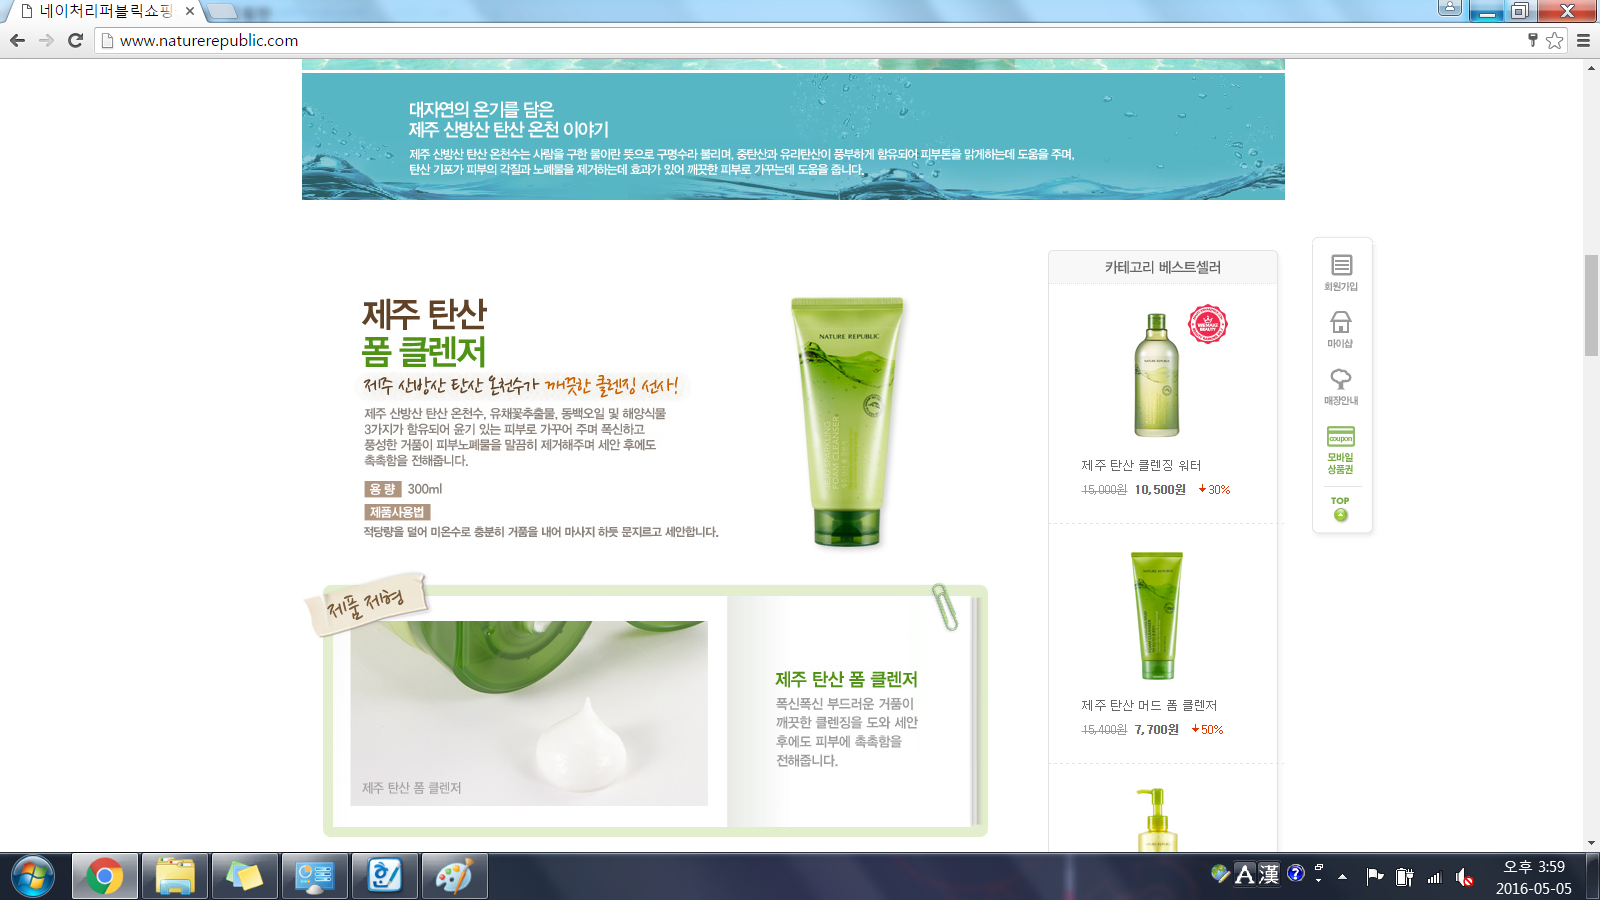 네이처리퍼블릭쇼핑
www.naturerepublic.com
대자연의 온기를 담은
제주 산방산 탄산 온천 이야기
제주 산방산 탄산 온천수는 사람을 구한 물이란 뜻으로 구명수라 불리며, 중탄산과 유리탄산이 풍부하게 함유되어 피부톤을 맑게하는데 도움을 주며,
탄산 기포가 피부의 각질과 노폐물을 제거하는데 효과가 있어 깨끗한 피부로 가꾸는데 도움을 줍니다.
제주 탄산
폼 클렌저
제주 산방산 탄산 온천수가 깨끗한 클렌징 선사!
제주 산방산 탄산 온천수, 유채꽃추출물, 동백오일 및 해양식물
3가지가 함유되어 윤기 있는 피부로 가꾸어 주며 폭신하고
풍성한 거품이 피부노폐물을 말끔히 제거해주며 세안 후에도
촉촉함을 전해줍니다.
용 량 300ml
제품사용법
적당량을 덜어 미온수로 충분히 거품을 내어 마사지 하듯 문지르고 세안합니다.
NATURE REPUBLIC
FOAM CLEANSER
제품 제형
제주 탄산 폼 클렌저
제주 탄산 폼 클렌저
폭신폭신 부드러운 거품이
깨끗한 클렌징을 도와 세안
후에도 피부에 촉촉함을
전해줍니다.
카테고리 베스트셀러
NATURE REPUBLIC
제주 탄산 클렌징 워터
15,000원 10,500원 30%
NATURE REPUBLIC
제주 탄산 머드 폼 클렌저
15,400원 7,700원 50%
NATURE REPUBLIC
회원가입
마이샵
매장안내
coupon
모바일
상품권
TOP
A 漢
오후 3:59
2016-05-05